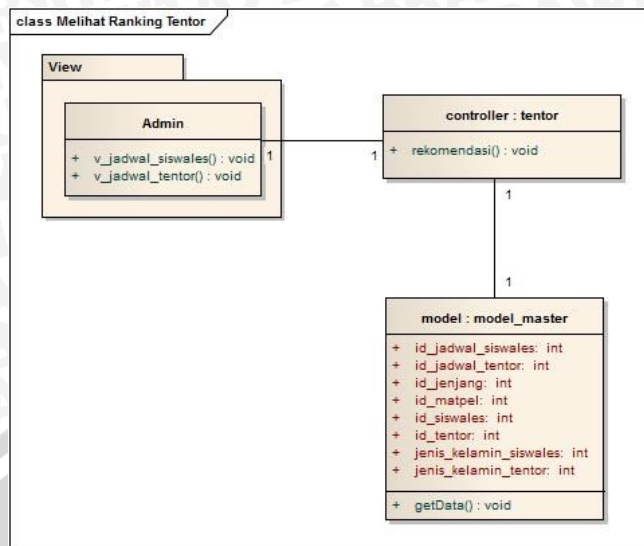 class Melihat Ranking Tentor
View
Admin
+ v_jadwal_siswales() : void
+ v_jadwal_tentor() : void
1
1
controller : tentor
+ rekomendasi() : void
1
1
model : model_master
+ id_jadwal_siswales: int
+ id_jadwal_tentor: int
+ id_jenjang: int
+ id_matpel: int
+ id_siswales: int
+ id_tentor: int
+ jenis_kelamin_siswales: int
+ jenis_kelamin_tentor: int
+ getData() : void